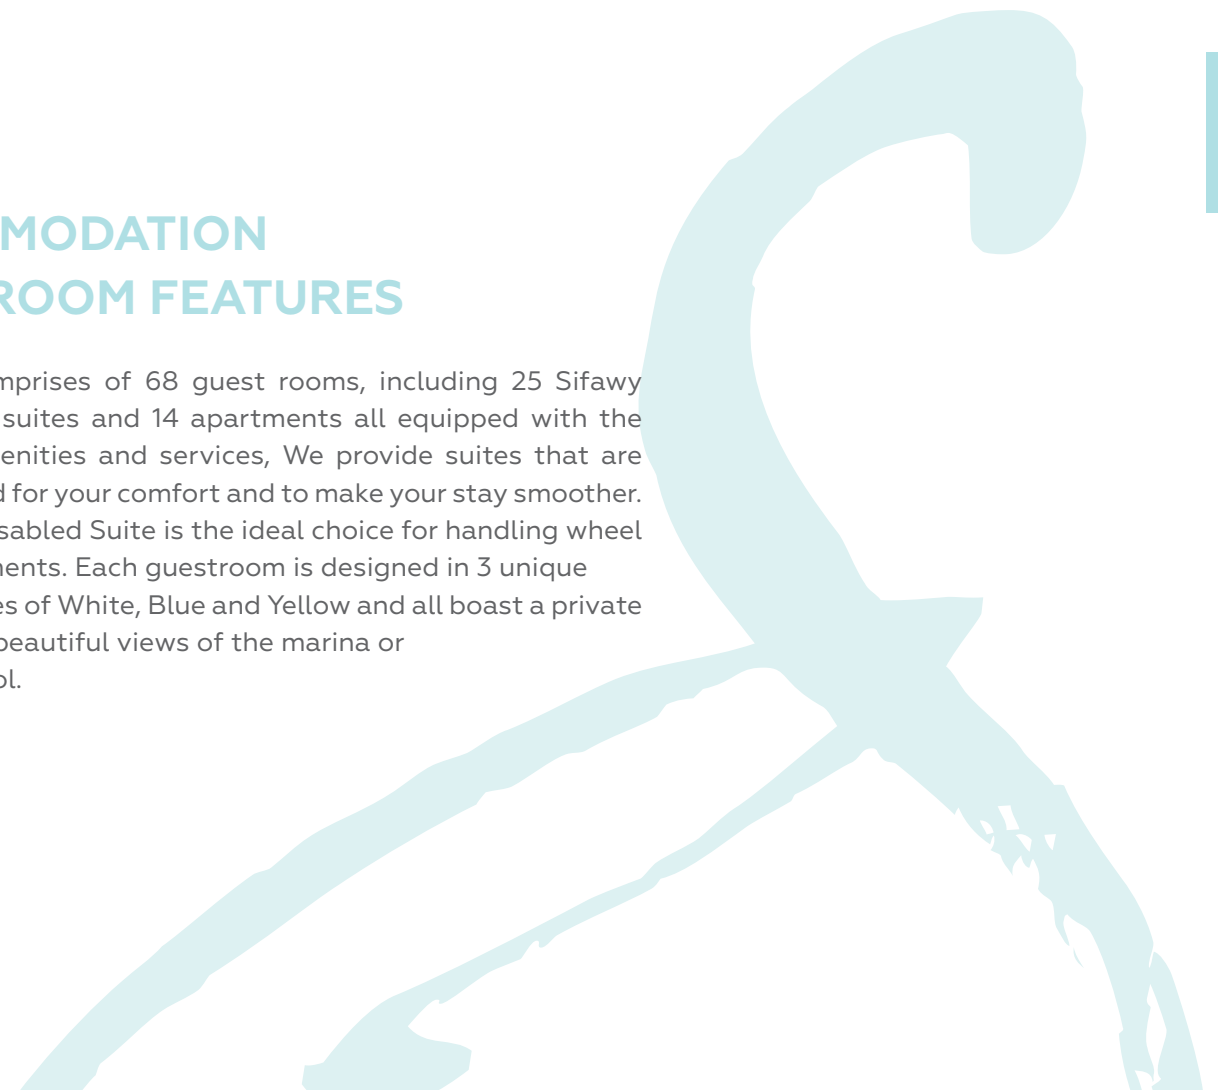 MODATION
ROOM FEATURES
mprises of 68 guest rooms, including 25 Sifawy
suites and 14 apartments all equipped with the
enities and services, We provide suites that are
d for your comfort and to make your stay smoother.
sabled Suite is the ideal choice for handling wheel
nents. Each guestroom is designed in 3 unique
es of White, Blue and Yellow and all boast a private
beautiful views of the marina or
ol.